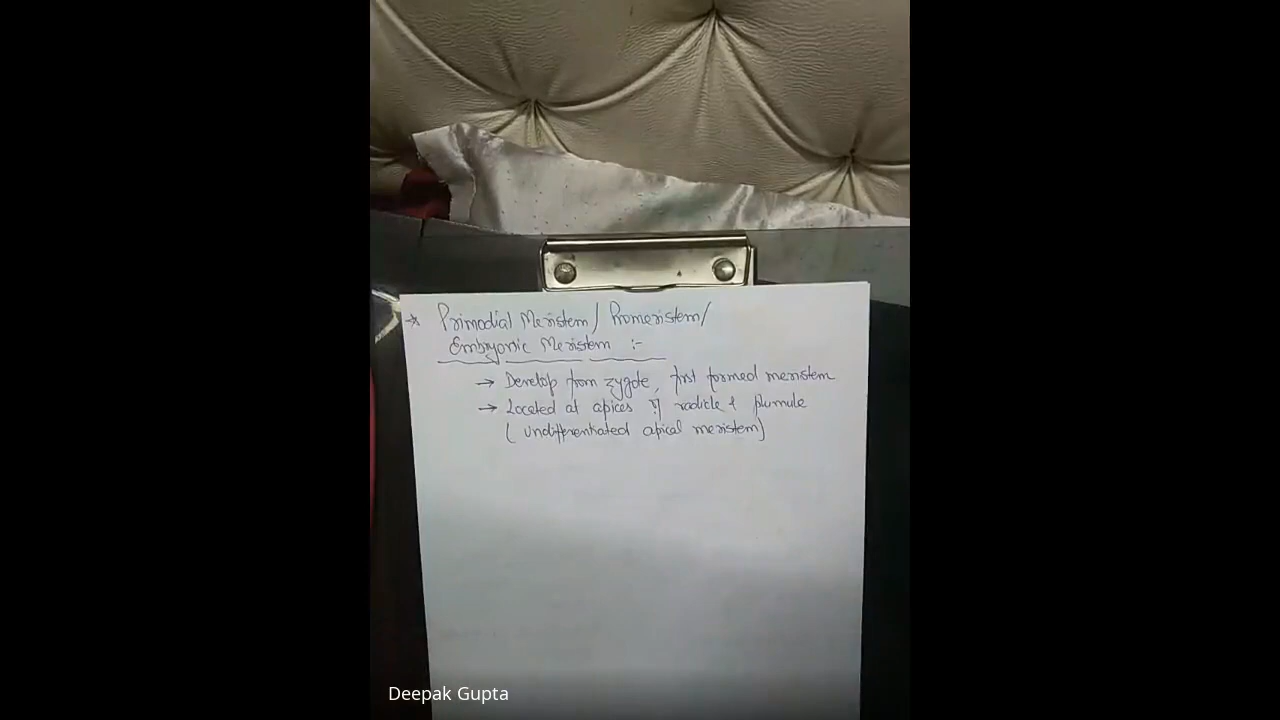 → Primodial Meristem / Promeristem /
Embryonic Meristem :-
→ Develop from zygote, first formed meristem
→ Located at apices of radicle & plumule
( undifferentiated apical meristem)
Deepak Gupta